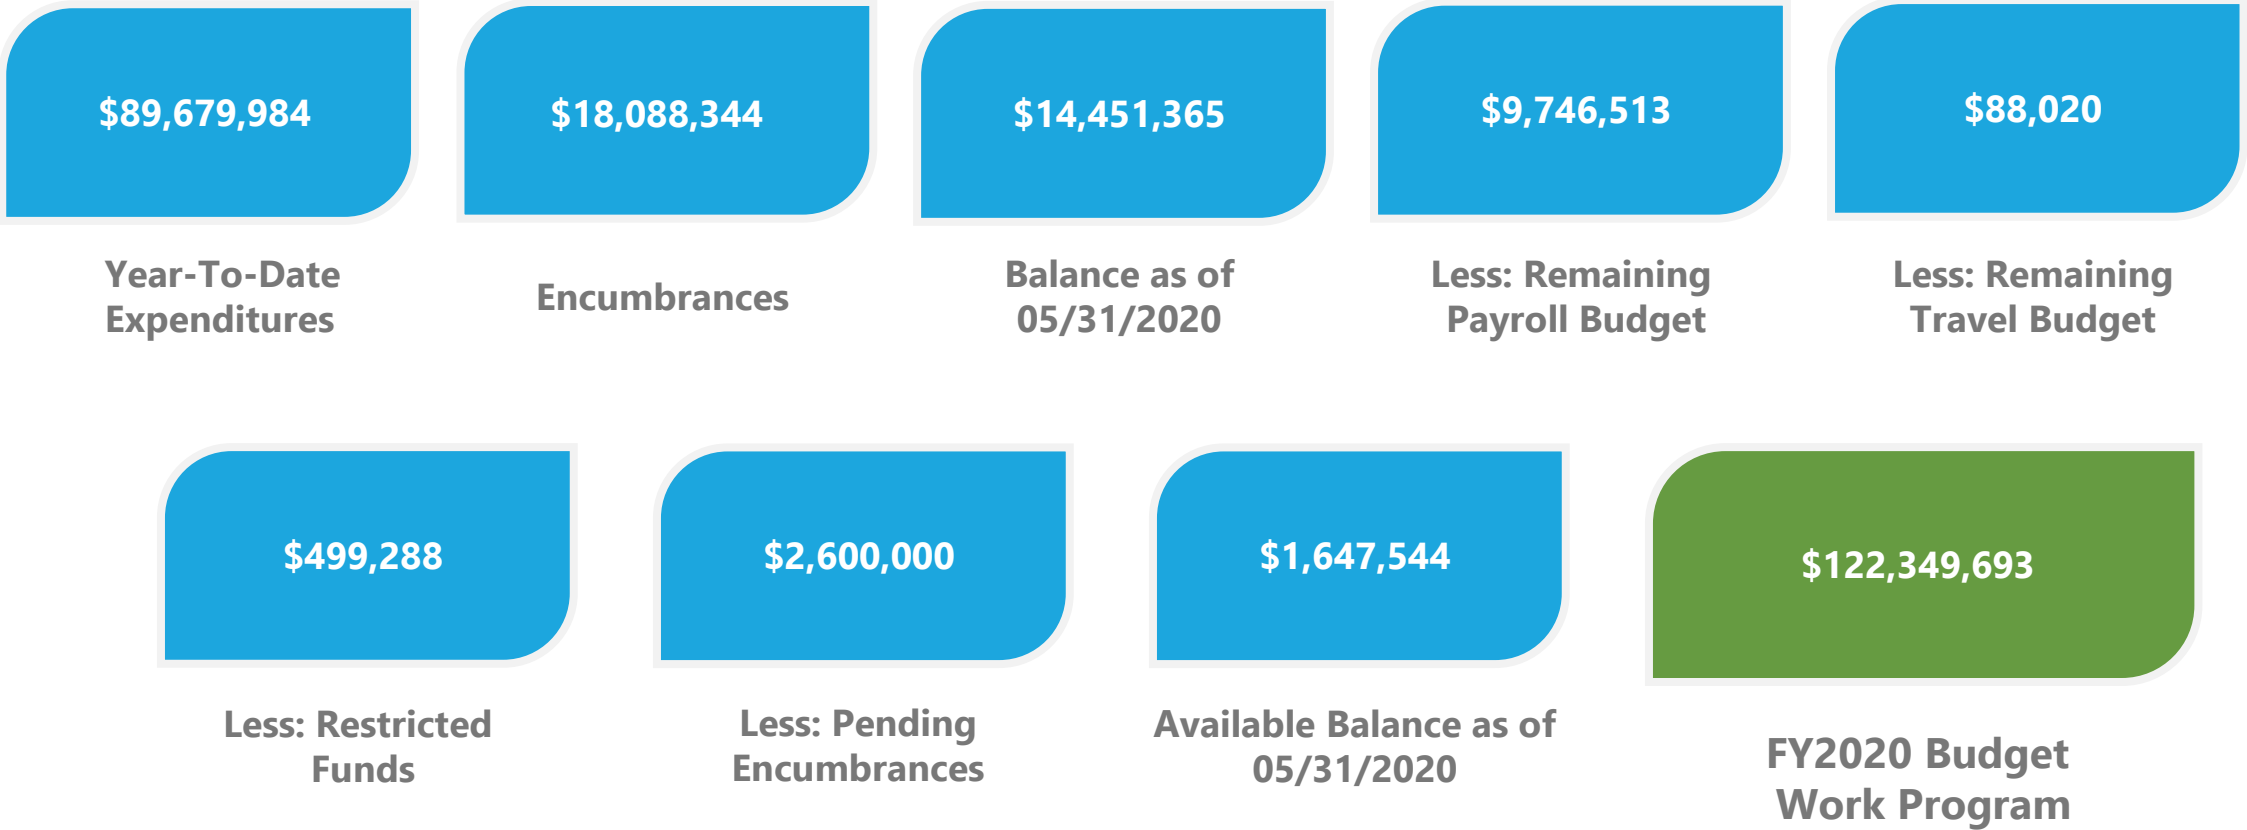 $89,679,984
Year-To-Date
Expenditures
$18,088,344
Encumbrances
$14,451,365
Balance as of
05/31/2020
$9,746,513
Less: Remaining
Payroll Budget
$88,020
Less: Remaining
Travel Budget
$499,288
Less: Restricted
Funds
$2,600,000
Less: Pending
Encumbrances
$1,647,544
Available Balance as of
05/31/2020
$122,349,693
FY2020 Budget
Work Program